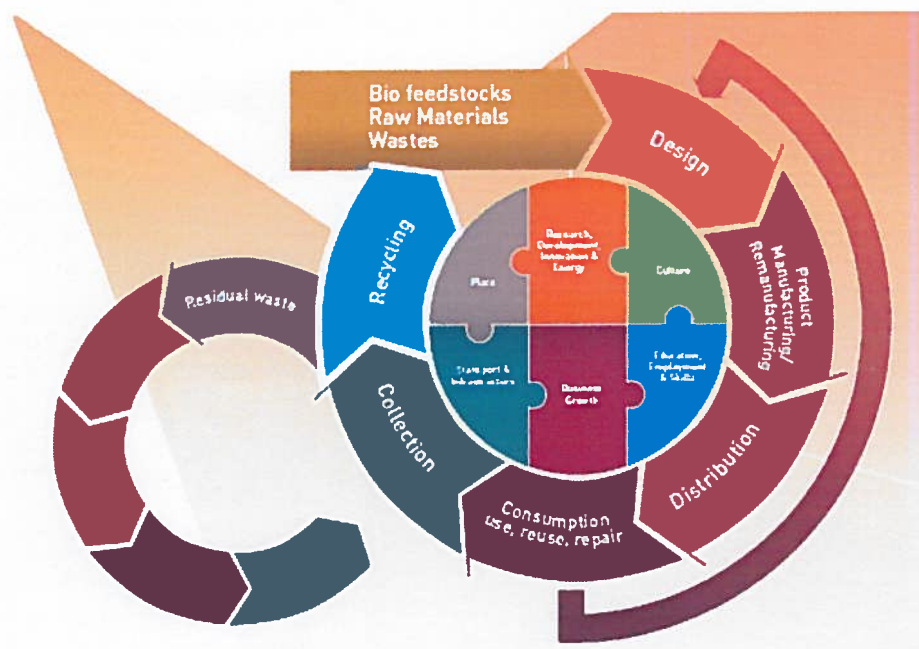 Bio feedstocks
Raw Materials
Wastes
Design
Product
Manufacturing/
Remanufacturing
Distribution
Consumption
use, reuse, repair
Collection
Recycling
Residual waste
Place
Research,
Development,
Innovation &
Energy
Culture
Transport &
Infrastructure
Business
Growth
Education,
Employment
& Skills